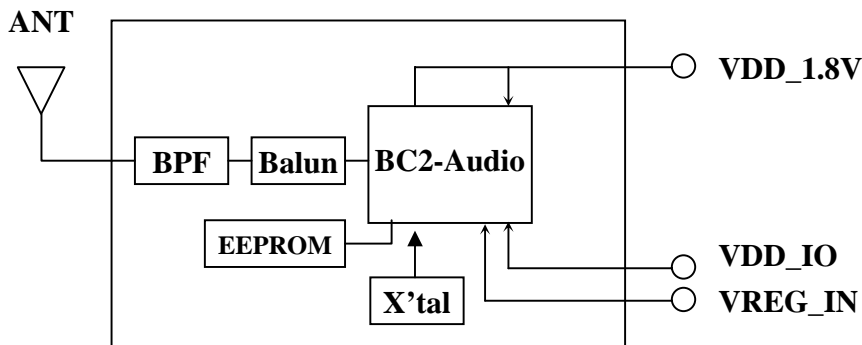 ANT
VDD_1.8V
BPF
Balun
BC2-Audio
EEPROM
X’tal
VDD_IO
VREG_IN